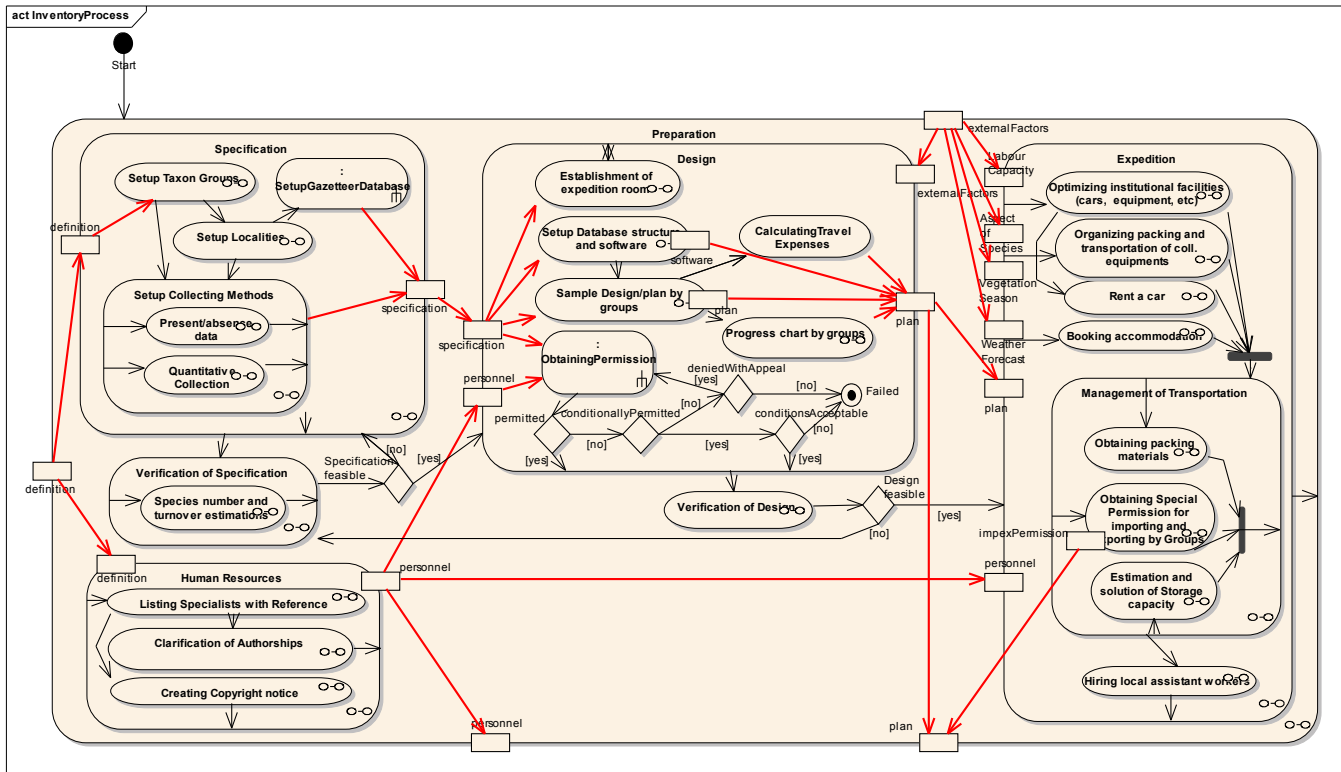 act InventoryProcess
Start
Preparation
Specification
Setup Taxon Groups
:
SetupGazetteerDatabase
Setup Localities
definition
Setup Collecting Methods
Present/absence
data
Quantitative
Collection
specification
Verification of Specification
Species number and
turnover estimations
Specification
feasible
[no]
[yes]
definition
definition
Human Resources
Listing Specialists with Reference
Clarification of Authorships
Creating Copyright notice
personnel
personnel
Design
Establishment of
expedition room
Setup Database structure
and software
software
CalculatingTravel
Expenses
Sample Design/plan by
groups
plan
Progress chart by groups
specification
:
ObtainingPermission
personnel
deniedWithAppeal
[yes]
[no]
Failed
permitted
conditionallyPermitted
[no]
conditionsAcceptable
[no]
[no]
[yes]
[yes]
[yes]
Verification of Design
Design
feasible
[yes]
[no]
externalFactors
externalFactors
plan
Labour
Capacity
Aspect
of
Species
Vegetation
Season
Weather
Forecast
plan
Expedition
Optimizing institutional facilities
(cars, equipment, etc)
Organizing packing and
transportation of coll.
equipments
Rent a car
Booking accommodation
Management of Transportation
Obtaining packing
materials
Obtaining Special
Permission for
importing and
porting by Groups
impexPermission
personnel
Estimation and
solution of Storage
capacity
Hiring local assistant workers
plan